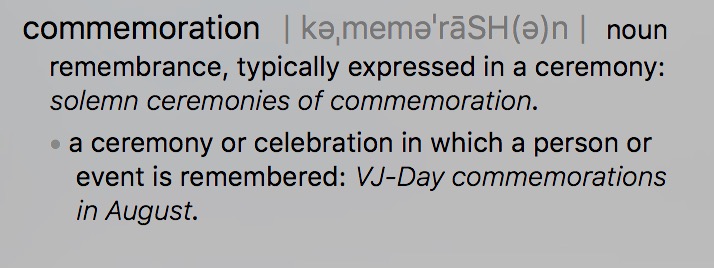 commemoration | kəˌmeməˈrāSH(ə)n | noun
remembrance, typically expressed in a ceremony:
solemn ceremonies of commemoration.
• a ceremony or celebration in which a person or
event is remembered: VJ-Day commemorations
in August.